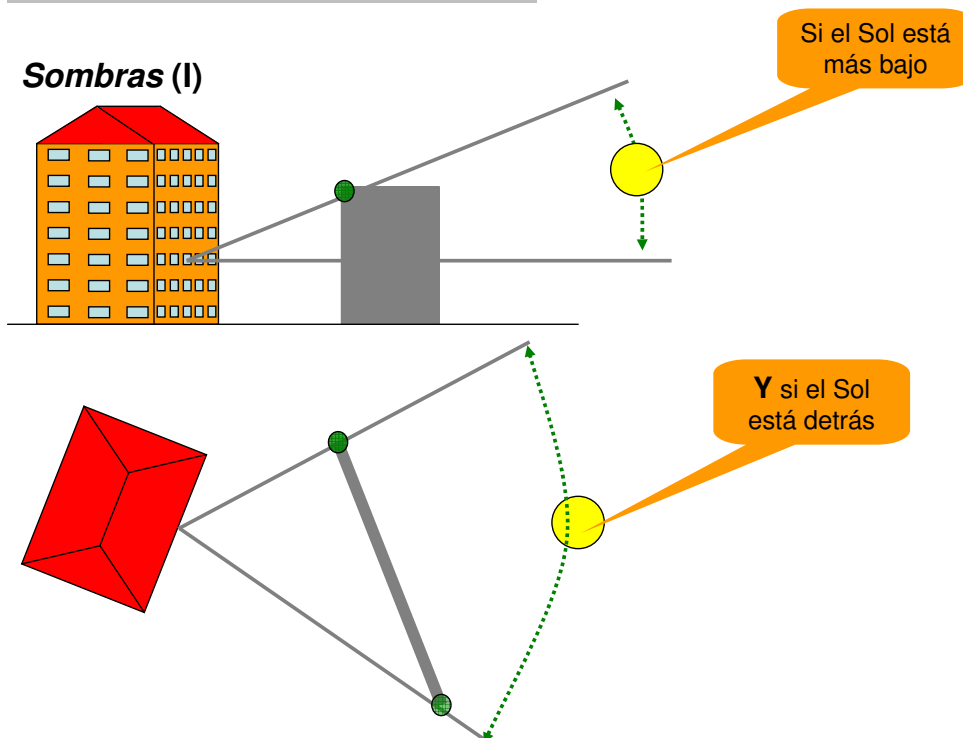 Sombras (I)
Si el Sol está
más bajo
Y si el Sol
está detrás